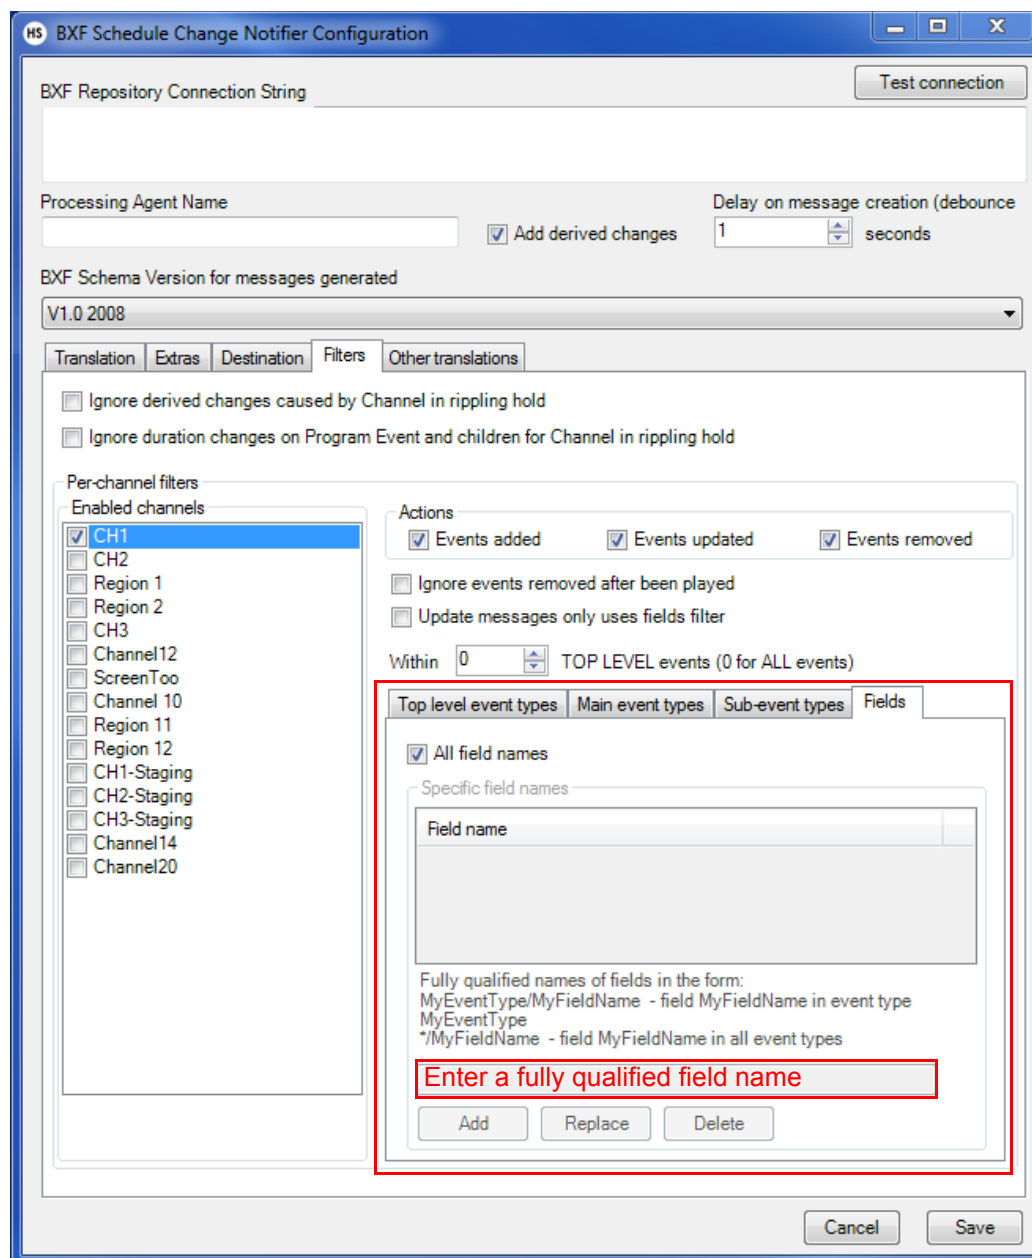 HS BXF Schedule Change Notifier Configuration
BXF Repository Connection String
Test connection
Processing Agent Name
Delay on message creation (debounce
Add derived changes
1
seconds
BXF Schema Version for messages generated
V1.0 2008
Translation Extras Destination Filters Other translations
Ignore derived changes caused by Channel in rippling hold
Ignore duration changes on Program Event and children for Channel in rippling hold
Per-channel filters
Enabled channels
CH1
CH2
Region 1
Region 2
CH3
Channel12
ScreenToo
Channel 10
Region 11
Region 12
CH1-Staging
CH2-Staging
CH3-Staging
Channel14
Channel20
Actions
Events added Events updated Events removed
Ignore events removed after been played
Update messages only uses fields filter
Within 0 TOP LEVEL events (0 for ALL events)
Top level event types Main event types Sub-event types Fields
All field names
Specific field names
Field name
Fully qualified names of fields in the form:
MyEventType/MyFieldName - field MyFieldName in event type
MyEventType
*/MyFieldName - field MyFieldName in all event types
Enter a fully qualified field name
Add Replace Delete
Cancel Save